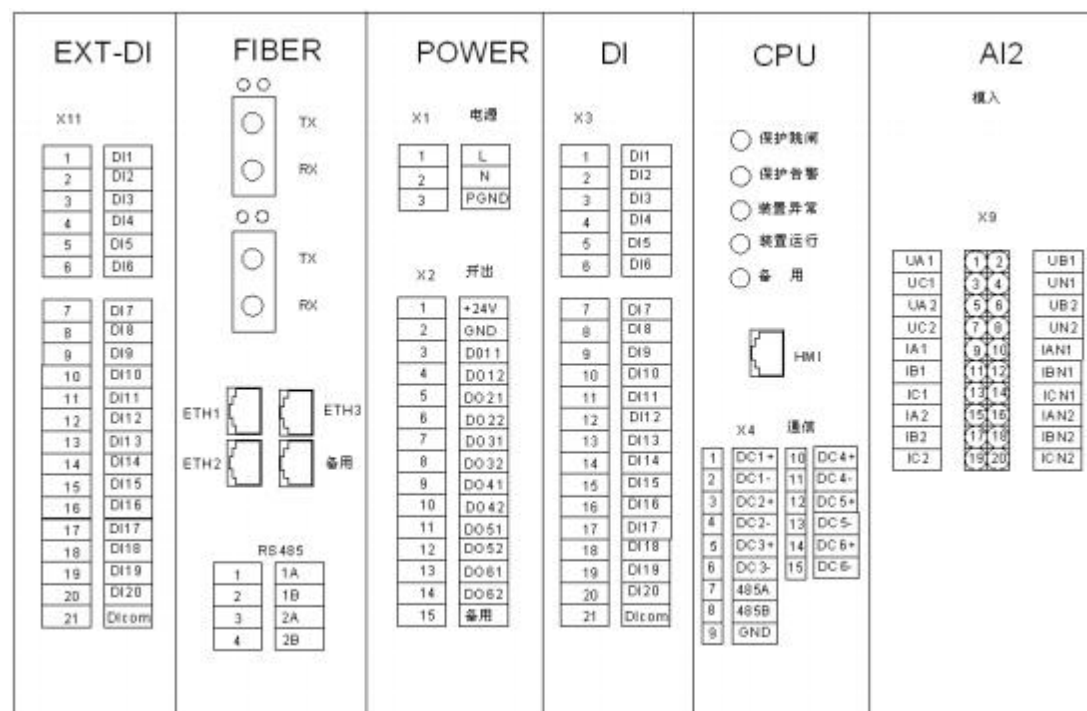 EXT-DI
X11
1 DI1
2 DI2
3 DI3
4 DI4
5 DI5
6 DI6
7 DI7
8 DI8
9 DI9
10 DI10
11 DI11
12 DI12
13 DI13
14 DI14
15 DI15
16 DI16
17 DI17
18 DI18
19 DI19
20 DI20
21 DIcom
FIBER
TX
RX
TX
RX
ETH1 ETH3
ETH2 备用
RS485
1 1A
2 1B
3 2A
4 2B
POWER
X1 电源
1 L
2 N
3 PGND
X2 开出
1 +24V
2 GND
3 DO11
4 DO12
5 DO21
6 DO22
7 DO31
8 DO32
9 DO41
10 DO42
11 DO51
12 DO52
13 DO61
14 DO62
15 备用
DI
X3
1 DI1
2 DI2
3 DI3
4 DI4
5 DI5
6 DI6
7 DI7
8 DI8
9 DI9
10 DI10
11 DI11
12 DI12
13 DI13
14 DI14
15 DI15
16 DI16
17 DI17
18 DI18
19 DI19
20 DI20
21 DIcom
CPU
保护跳闸
保护告警
装置异常
装置运行
备 用
HMI
X4 通信
1 DC1+ 10 DC4+
2 DC1- 11 DC4-
3 DC2+ 12 DC5+
4 DC2- 13 DC5-
5 DC3+ 14 DC6+
6 DC3- 15 DC6-
7 485A
8 485B
9 GND
AI2
模入
X9
UA1 1 2 UB1
UC1 3 4 UN1
UA2 5 6 UB2
UC2 7 8 UN2
IA1 9 10 IAN1
IB1 11 12 IBN1
IC1 13 14 ICN1
IA2 15 16 IAN2
IB2 17 18 IBN2
IC2 19 20 ICN2